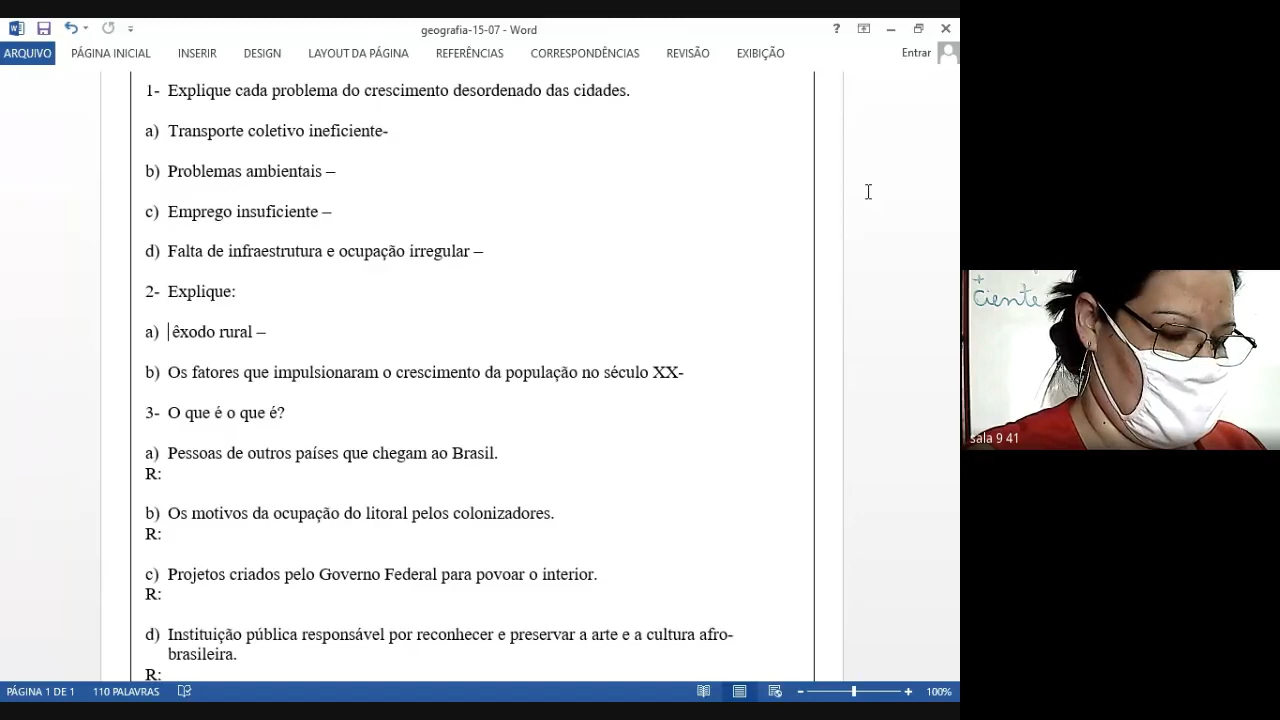 geografia-15-07 - Word
?
ARQUIVO PÁGINA INICIAL INSERIR DESIGN LAYOUT DA PÁGINA REFERÊNCIAS CORRESPONDÊNCIAS REVISÃO EXIBIÇÃO Entrar
1- Explique cada problema do crescimento desordenado das cidades.
a) Transporte coletivo ineficiente-
b) Problemas ambientais –
c) Emprego insuficiente –
d) Falta de infraestrutura e ocupação irregular –
2- Explique:
a) êxodo rural –
b) Os fatores que impulsionaram o crescimento da população no século XX-
3- O que é o que é?
a) Pessoas de outros países que chegam ao Brasil.
R:
b) Os motivos da ocupação do litoral pelos colonizadores.
R:
c) Projetos criados pelo Governo Federal para povoar o interior.
R:
d) Instituição pública responsável por reconhecer e preservar a arte e a cultura afro-
brasileira.
R:
PÁGINA 1 DE 1 110 PALAVRAS 100%
+
Ciente
sala 9 41